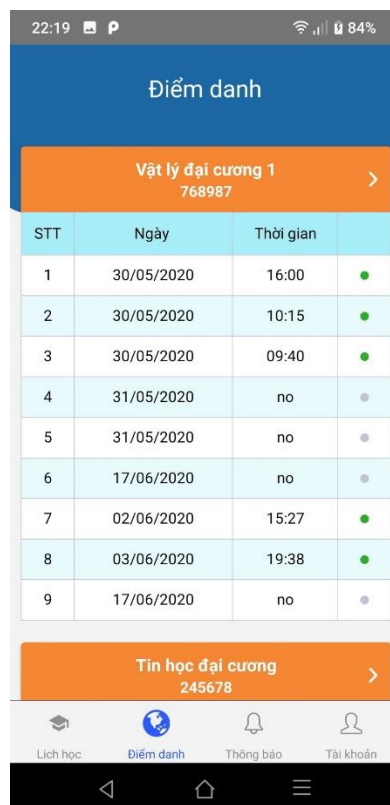 22:19 84%
Điểm danh
Vật lý đại cương 1
768987
STT Ngày Thời gian
1 30/05/2020 16:00
2 30/05/2020 10:15
3 30/05/2020 09:40
4 31/05/2020 no
5 31/05/2020 no
6 17/06/2020 no
7 02/06/2020 15:27
8 03/06/2020 19:38
9 17/06/2020 no
Tin học đại cương
245678
Lich học Điểm danh Thông báo Tài khoản